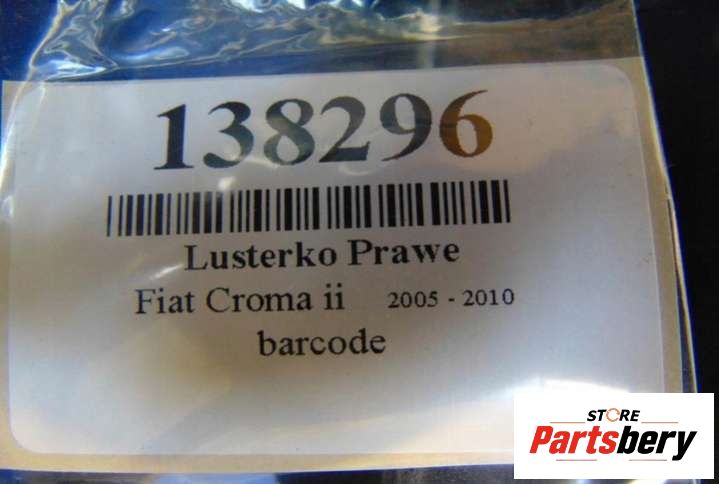 138296
Lusterko Prawe
Fiat Croma ii 2005 - 2010
barcode
STORE
Partsbery